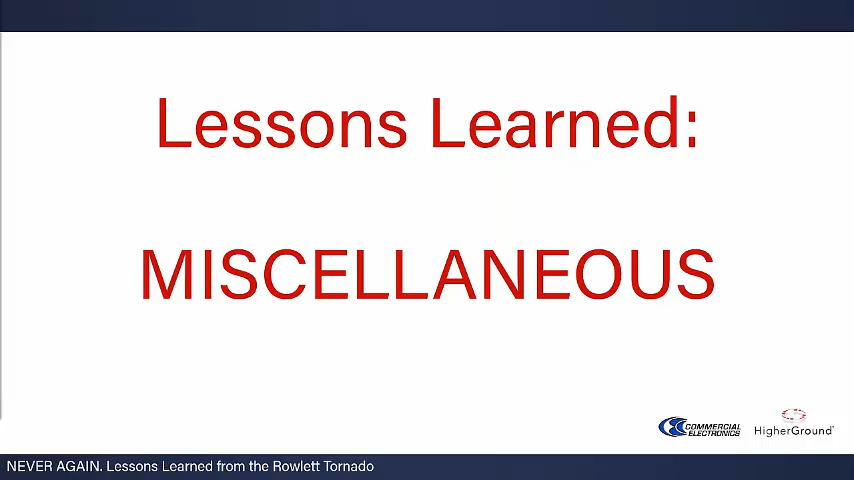 Lessons Learned:
MISCELLANEOUS
COMMERCIAL
ELECTRONICS
HigherGround
NEVER AGAIN. Lessons Learned from the Rowlett Tornado